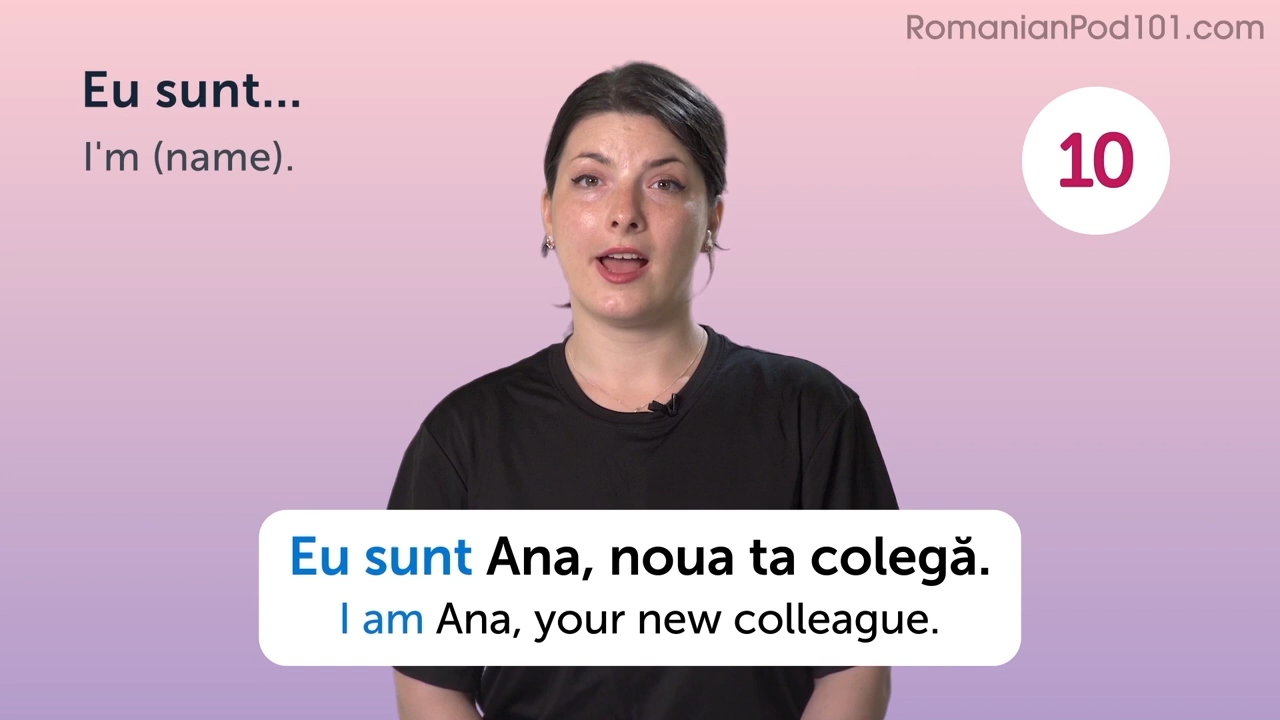 RomanianPod101.com
Eu sunt...
I'm (name).
10
Eu sunt Ana, noua ta colegă.
I am Ana, your new colleague.